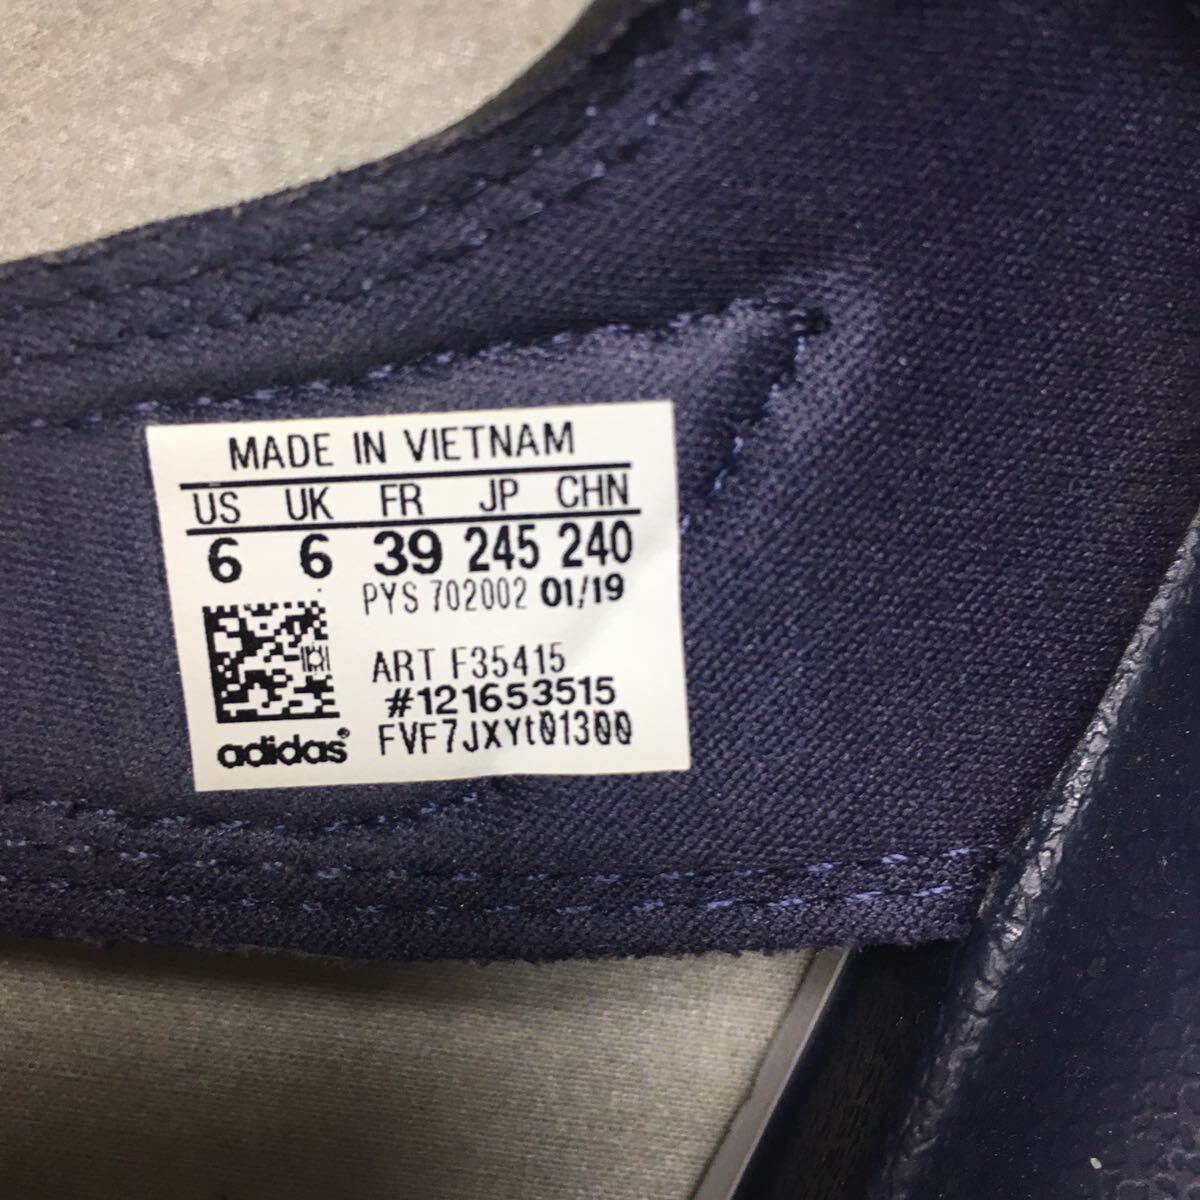 MADE IN VIETNAM
US UK FR JP CHN
6 6 39 245 240
PYS 702002 01/19
ART F35415
#121653515
adidas® FVF7JXYt01300